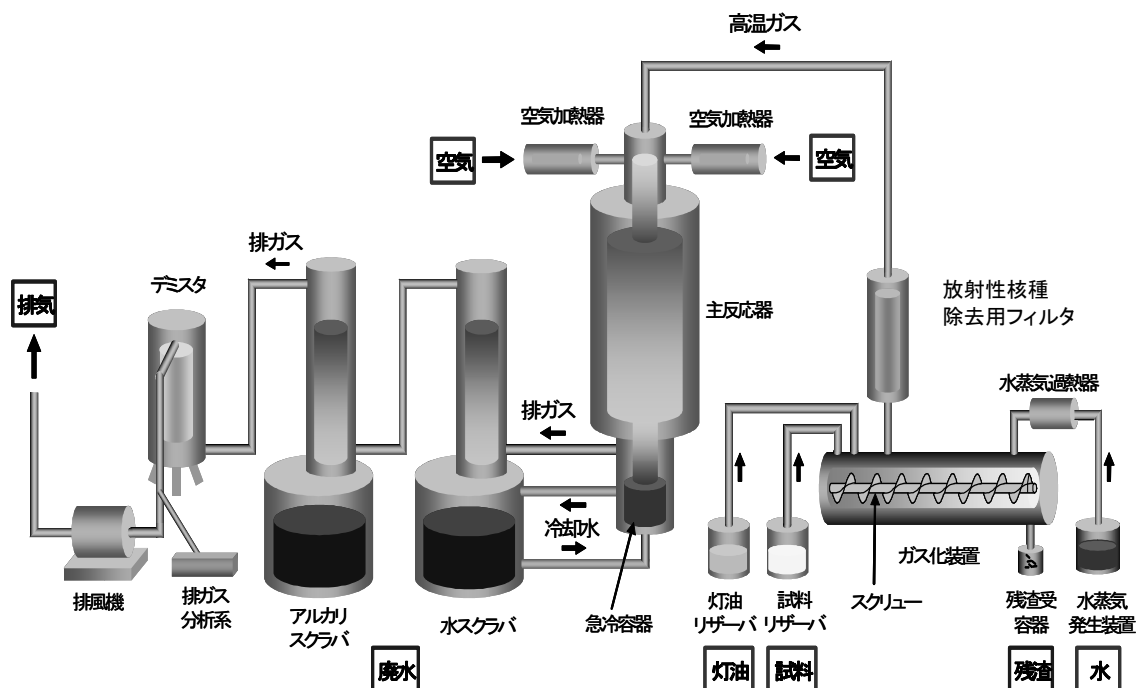 高温ガス
空気加熱器
空気加熱器
空気
空気
排ガス
デミスタ
排気
主反応器
放射性核種
除去用フィルタ
水蒸気過熱器
排ガス
冷却水
ガス化装置
スクリュー
排風機
排ガス
分析系
アルカリ
スクラバ
水スクラバ
急冷容器
灯油
リザーバ
試料
リザーバ
残渣受
容器
水蒸気
発生装置
廃水
灯油
試料
残渣
水